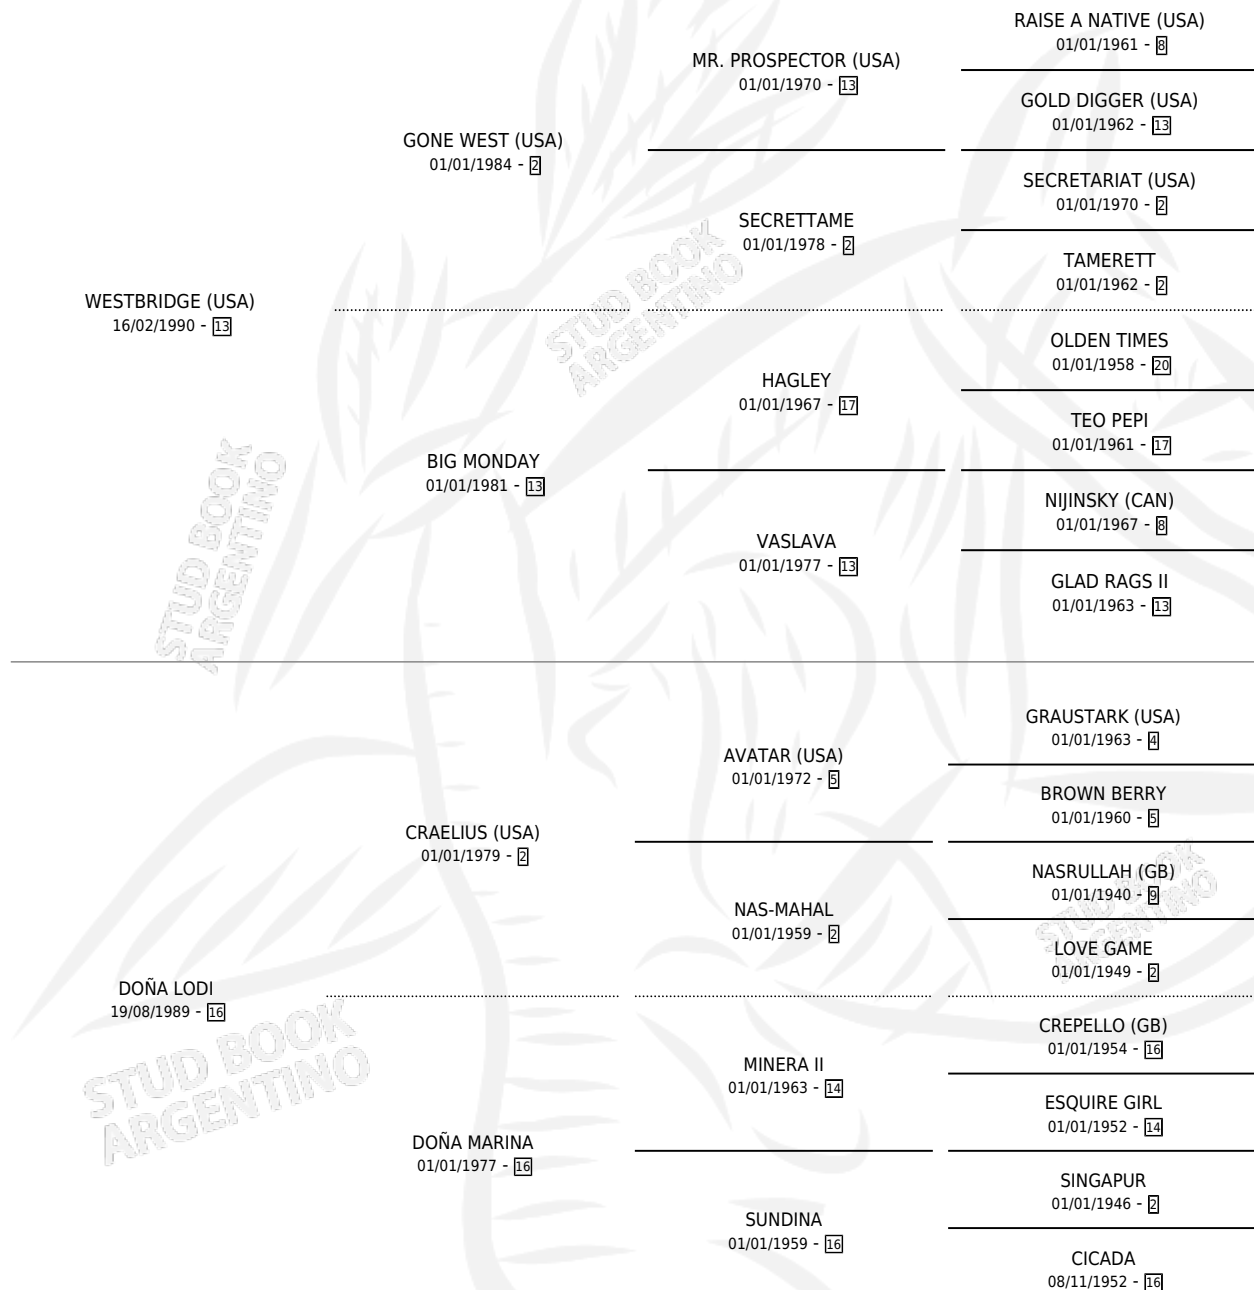 RAISE A NATIVE (USA)
01/01/1961 - 8
MR. PROSPECTOR (USA)
01/01/1970 - 13
GOLD DIGGER (USA)
01/01/1962 - 13
GONE WEST (USA)
01/01/1984 - 2
SECRETARIAT (USA)
01/01/1970 - 2
SECRETTAME
01/01/1978 - 2
TAMERETT
01/01/1962 - 2
WESTBRIDGE (USA)
16/02/1990 - 13
OLDEN TIMES
01/01/1958 - 20
HAGLEY
01/01/1967 - 17
TEO PEPI
01/01/1961 - 17
BIG MONDAY
01/01/1981 - 13
NIJINSKY (CAN)
01/01/1967 - 8
VASLAVA
01/01/1977 - 13
GLAD RAGS II
01/01/1963 - 13
GRAUSTARK (USA)
01/01/1963 - 4
AVATAR (USA)
01/01/1972 - 5
BROWN BERRY
01/01/1960 - 5
CRAELIUS (USA)
01/01/1979 - 2
NASRULLAH (GB)
01/01/1940 - 9
NAS-MAHAL
01/01/1959 - 2
LOVE GAME
01/01/1949 - 2
DOÑA LODI
19/08/1989 - 16
CREPELLO (GB)
01/01/1954 - 16
MINERA II
01/01/1963 - 14
ESQUIRE GIRL
01/01/1952 - 14
DOÑA MARINA
01/01/1977 - 16
SINGAPUR
01/01/1946 - 2
SUNDINA
01/01/1959 - 16
CICADA
08/11/1952 - 16
STUD BOOK
ARGENTINO
STUD BOOK
ARGENTINO
STUD BOOK
ARGENTINO
STUD BOOK
ARGENTINO